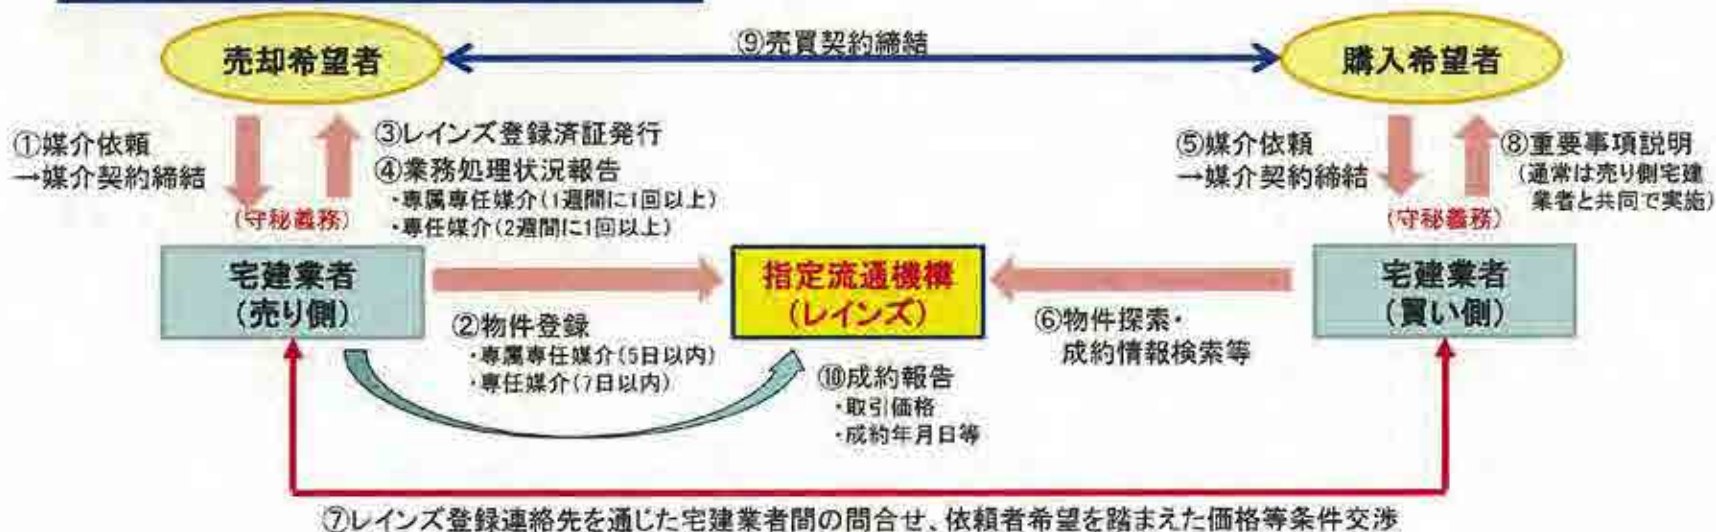 ⑨売買契約締結
売却希望者
購入希望者
①媒介依頼
→媒介契約締結
③レインズ登録済証発行
④業務処理状況報告
・専属専任媒介(1週間に1回以上)
・専任媒介(2週間に1回以上)
(守秘義務)
⑤媒介依頼
→媒介契約締結
⑧重要事項説明
(通常は売り側宅建
業者と共同で実施)
(守秘義務)
宅建業者
(売り側)
指定流通機構
(レインズ)
宅建業者
(買い側)
②物件登録
・専属専任媒介(5日以内)
・専任媒介(7日以内)
⑥物件探索・
成約情報検索等
⑩成約報告
・取引価格
・成約年月日等
⑦レインズ登録連絡先を通じた宅建業者間の問合せ、依頼者希望を踏まえた価格等条件交渉